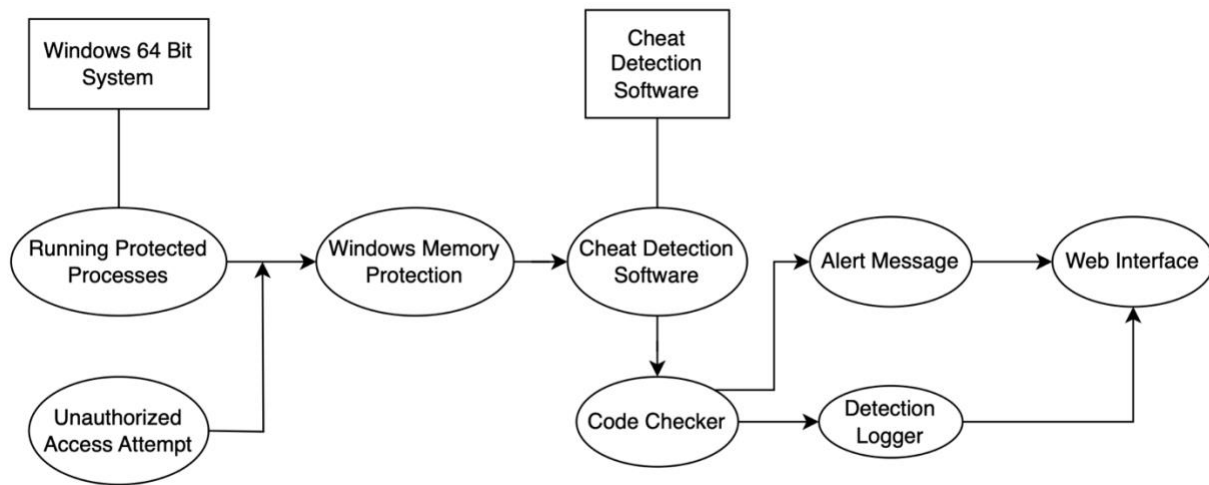 Windows 64 Bit
System
Cheat
Detection
Software
Running Protected
Processes
Windows Memory
Protection
Cheat Detection
Software
Alert Message
Web Interface
Unauthorized
Access Attempt
Code Checker
Detection
Logger